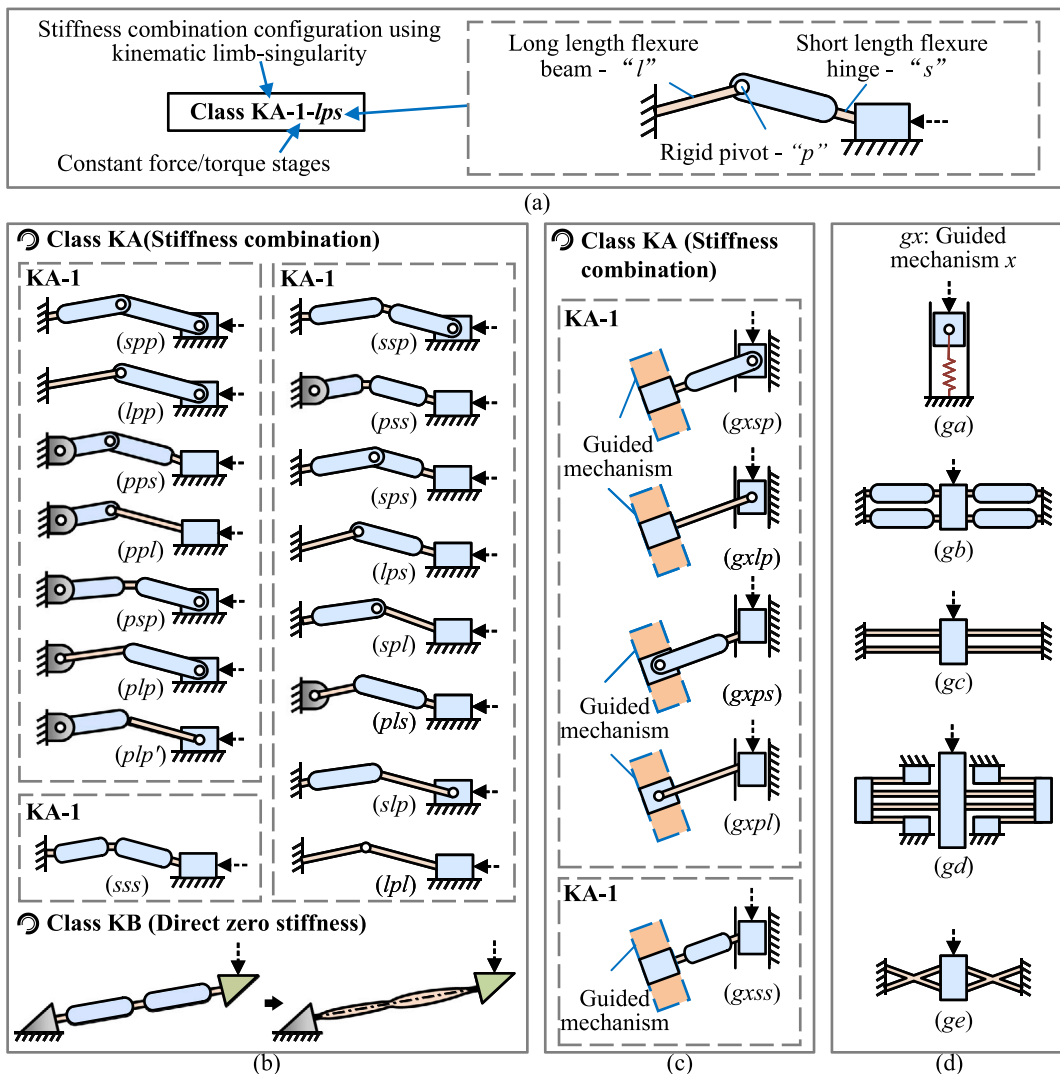 Stiffness combination configuration using
kinematic limb-singularity
Class KA-1-lps
Constant force/torque stages
Long length flexure
beam - “l”
Short length flexure
hinge - “s”
Rigid pivot - “p”
(a)
Class KA(Stiffness combination)
KA-1
(spp)
(lpp)
(pps)
(ppl)
(psp)
(plp)
(plp')
KA-1
(sss)
KA-1
(ssp)
(pss)
(sps)
(lps)
(spl)
(pls)
(slp)
(lpl)
Class KB (Direct zero stiffness)
(b)
Class KA (Stiffness
combination)
KA-1
(gxsp)
Guided
mechanism
(gxlp)
(gxps)
Guided
mechanism
(gxpl)
KA-1
(gxss)
Guided
mechanism
(c)
gx: Guided
mechanism x
(ga)
(gb)
(gc)
(gd)
(ge)
(d)